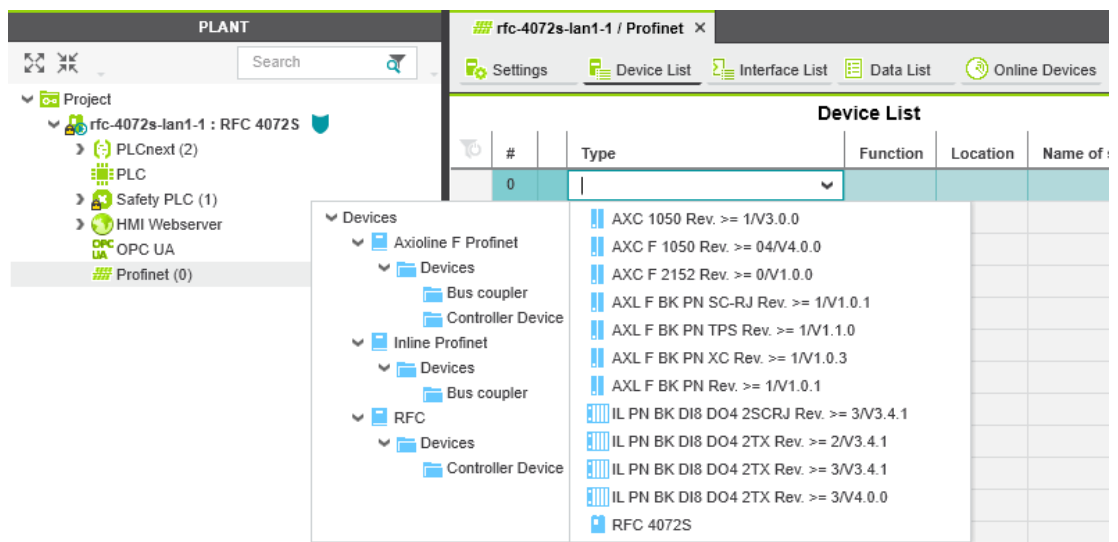 PLANT
Search
Project
rfc-4072s-lan1-1 : RFC 4072S
PLCnext (2)
PLC
Safety PLC (1)
HMI Webserver
OPC UA OPC UA
Profinet (0)
rfc-4072s-lan1-1 / Profinet
Settings Device List Interface List Data List Online Devices
Device List
# Type Function Location Name of s
0
Devices
Axioline F Profinet
Devices
Bus coupler
Controller Device
Inline Profinet
Devices
Bus coupler
RFC
Devices
Controller Device
AXC 1050 Rev. >= 1/V3.0.0
AXC F 1050 Rev. >= 04/V4.0.0
AXC F 2152 Rev. >= 0/V1.0.0
AXL F BK PN SC-RJ Rev. >= 1/V1.0.1
AXL F BK PN TPS Rev. >= 1/V1.1.0
AXL F BK PN XC Rev. >= 1/V1.0.3
AXL F BK PN Rev. >= 1/V1.0.1
IL PN BK DI8 DO4 2SCRJ Rev. >= 3/V3.4.1
IL PN BK DI8 DO4 2TX Rev. >= 2/V3.4.1
IL PN BK DI8 DO4 2TX Rev. >= 3/V3.4.1
IL PN BK DI8 DO4 2TX Rev. >= 3/V4.0.0
RFC 4072S